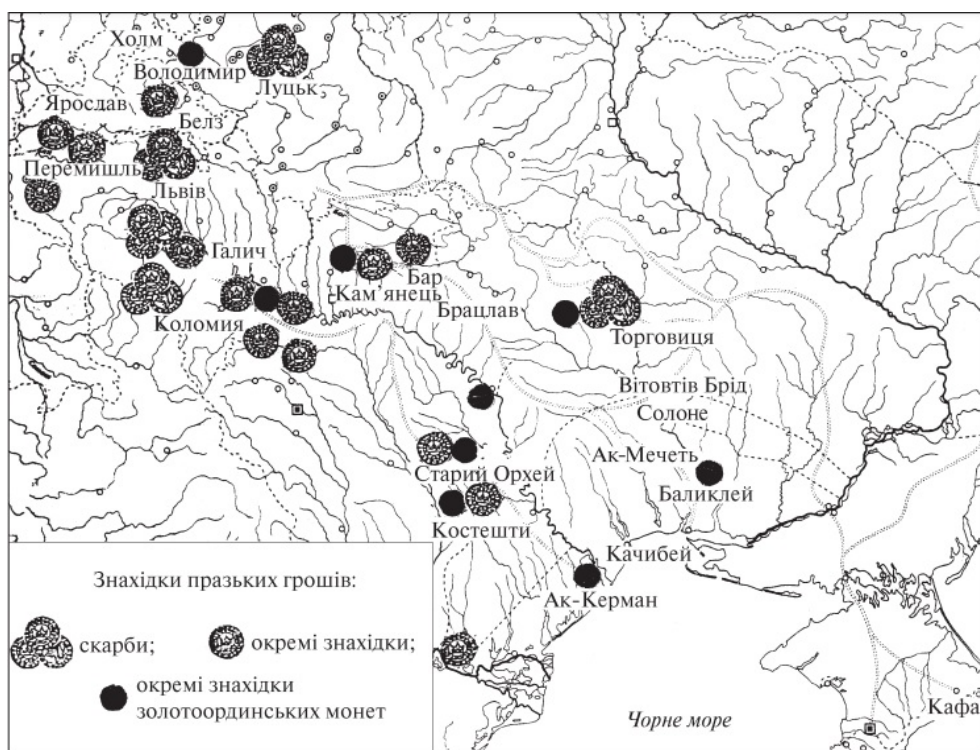 Холм
Володимир
Луцьк
Яросдав
Белз
Перемишль
Львів
Галич
Бар
Кам’янець
Брацлав
Коломия
Торговиця
Вітовтів Брід
Солоне
Ак-Мечеть
Старий Орхей
Баликлей
Костешти
Качибей
Ак-Керман
Знахідки празьких грошів:
скарби;
окремі знахідки;
окремі знахідки
золотоординських монет
Чорне море
Кафа